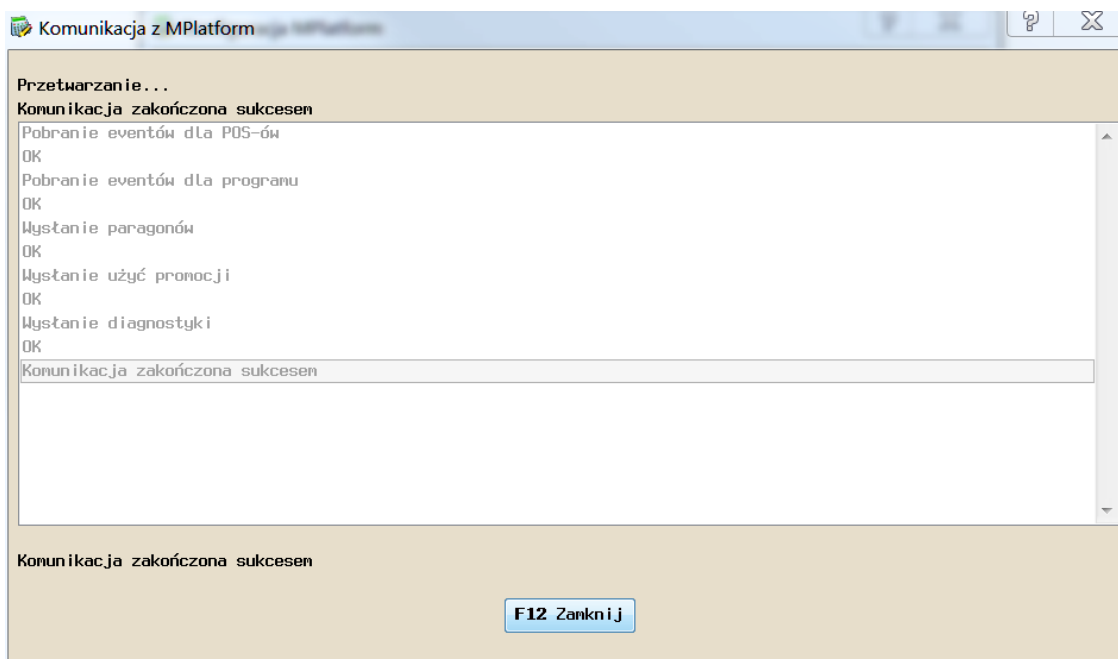 Komunikacja z MPlatform
Przetwarzanie...
Komunikacja zakończona sukcesem
Pobranie eventów dla POS-ów
OK
Pobranie eventów dla programu
OK
Wysłanie paragonów
OK
Wysłanie użyć promocji
OK
Wysłanie diagnostyki
OK
Komunikacja zakończona sukcesem
Komunikacja zakończona sukcesem
F12 Zamknij